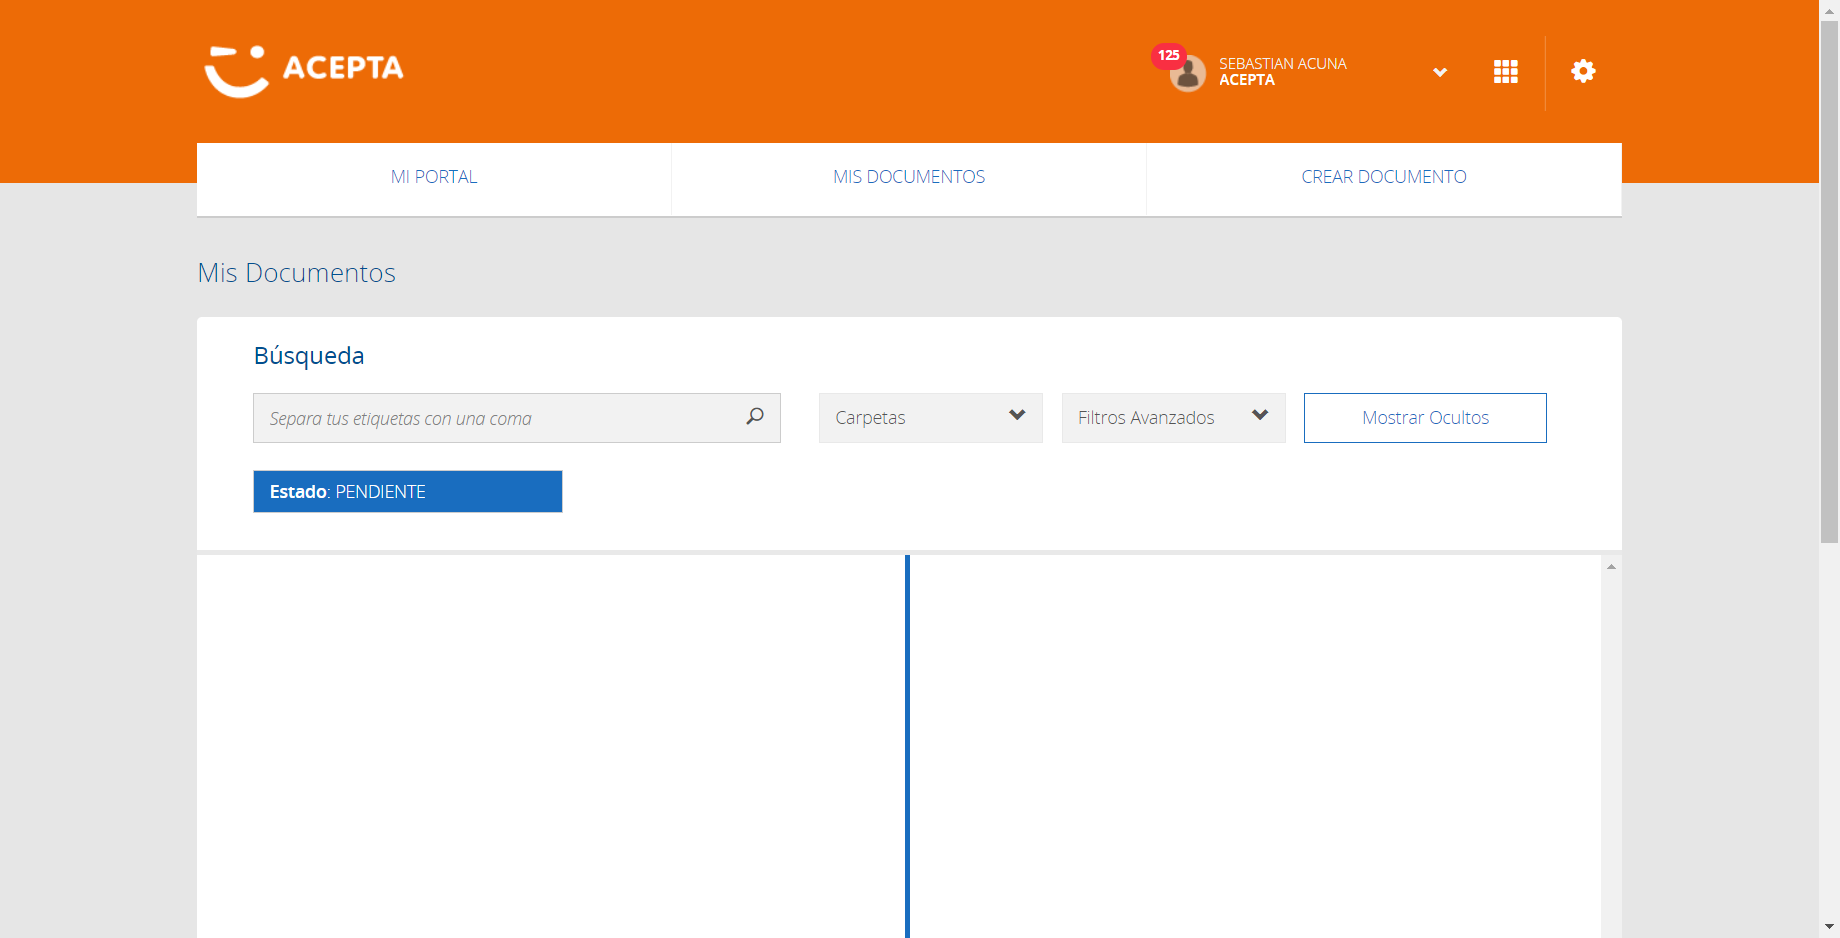 ACEPTA
125
SEBASTIAN ACUNA
ACEPTA
MI PORTAL
MIS DOCUMENTOS
CREAR DOCUMENTO
Mis Documentos
Búsqueda
Separa tus etiquetas con una coma
Carpetas
Filtros Avanzados
Mostrar Ocultos
Estado: PENDIENTE